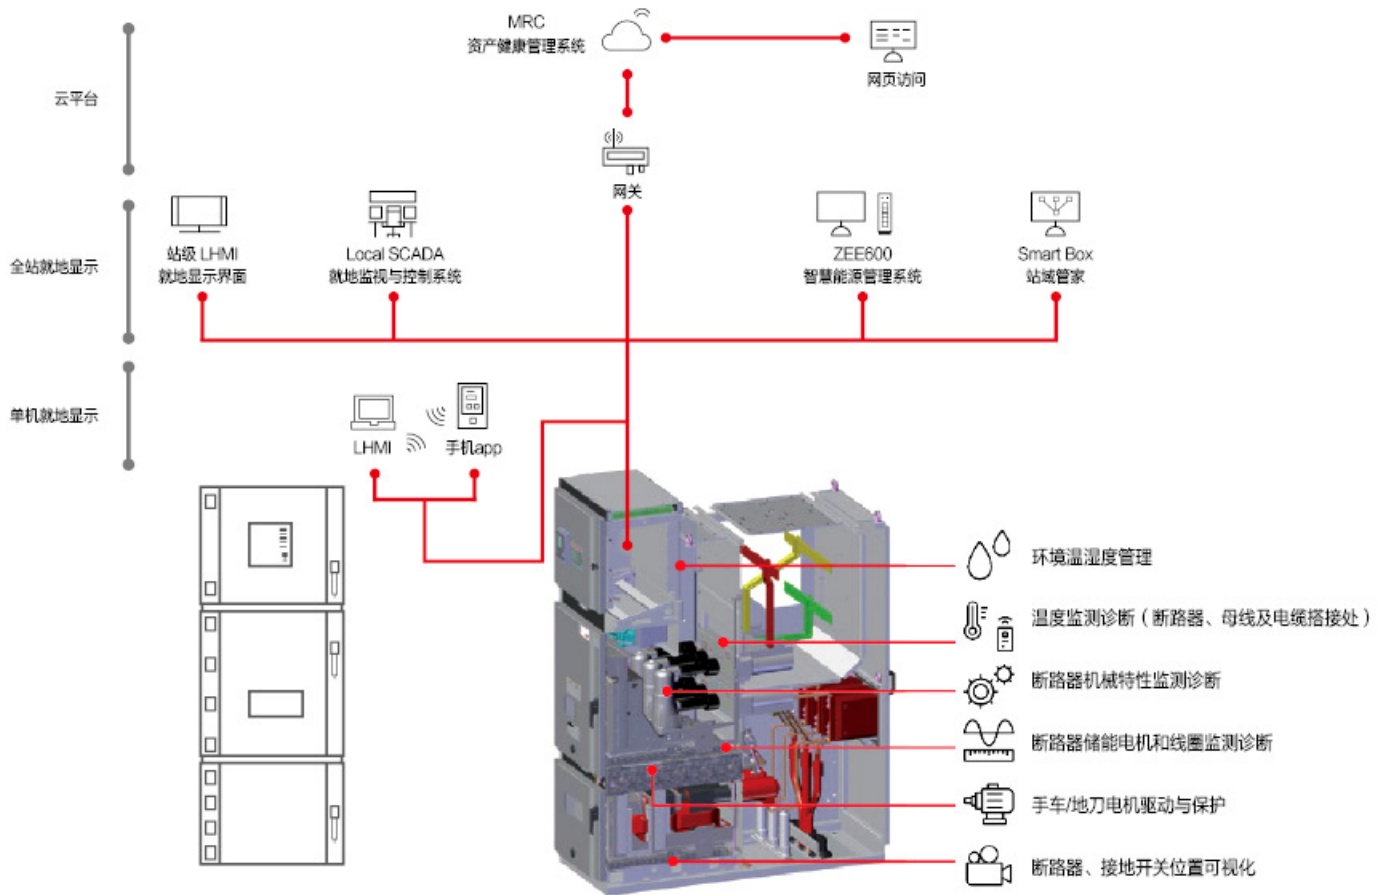 MRC
资产健康管理系统
网页访问
云平台
网关
站级 LHMI
就地显示界面
Local SCADA
就地监视与控制系统
ZEE600
智慧能源管理系统
Smart Box
站域管家
全站就地显示
单机就地显示
LHMI
手机app
环境温湿度管理
温度监测诊断（断路器、母线及电缆搭接处）
断路器机械特性监测诊断
断路器储能电机和线圈监测诊断
手车/地刀电机驱动与保护
断路器、接地开关位置可视化